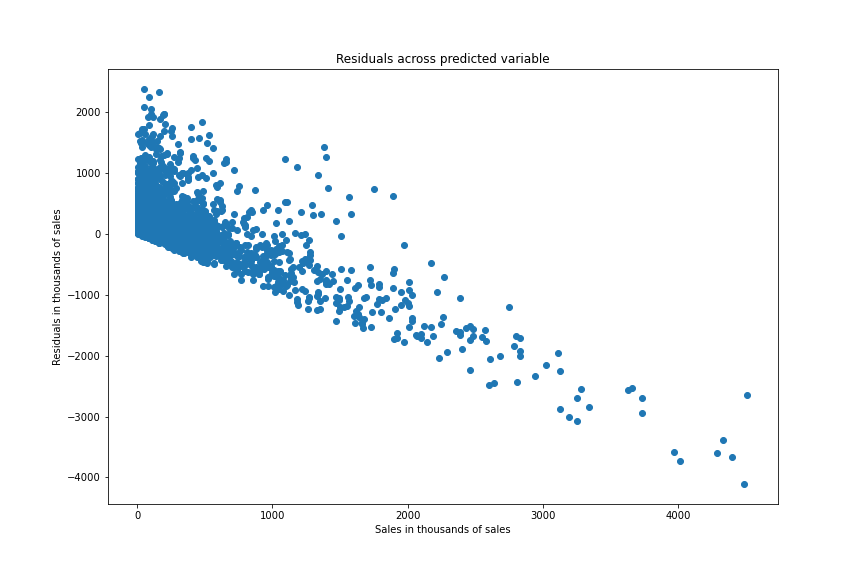 Residuals across predicted variable
2000
1000
0
−1000
−2000
−3000
−4000
Residuals in thousands of sales
0 1000 2000 3000 4000
Sales in thousands of sales